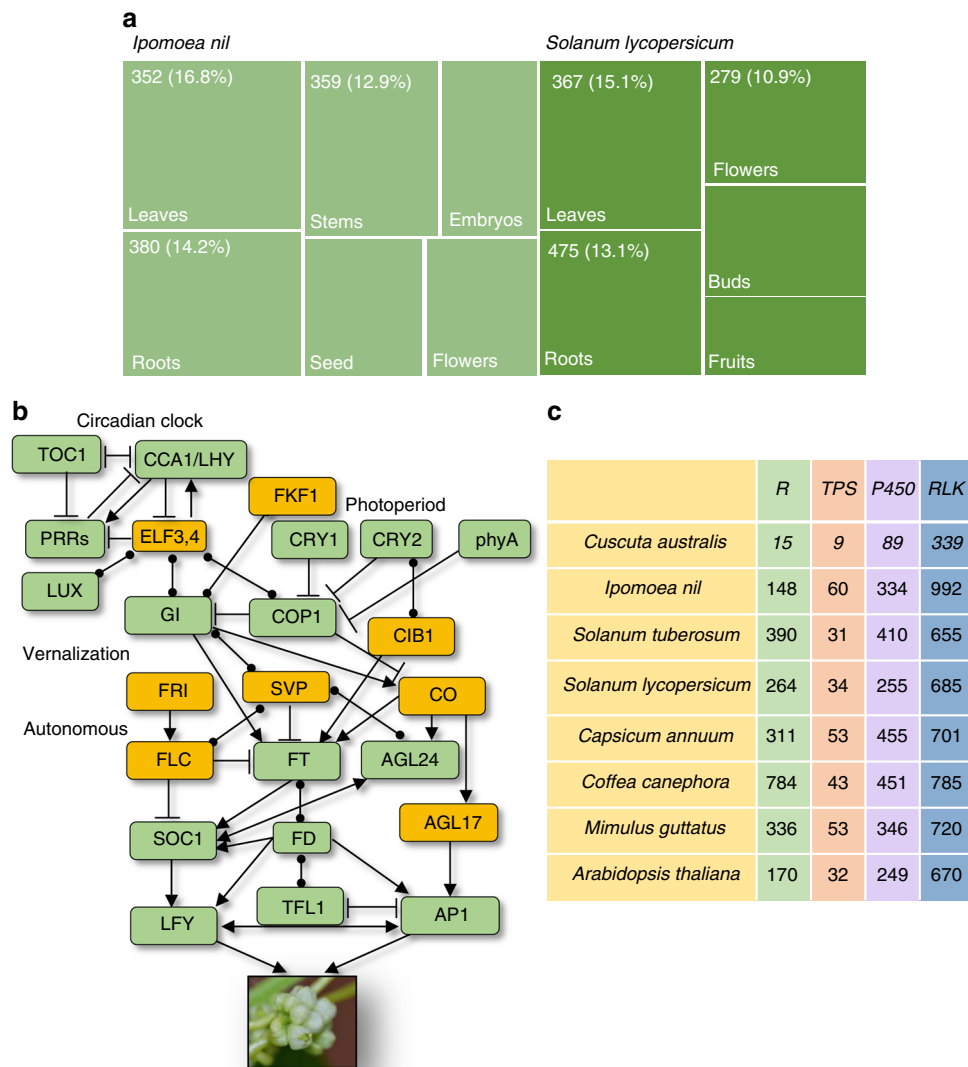 a
Ipomoea nil
Solanum lycopersicum
352 (16.8%)
Leaves
359 (12.9%)
Stems
Embryos
380 (14.2%)
Roots
Seed
Flowers
367 (15.1%)
Leaves
279 (10.9%)
Flowers
475 (13.1%)
Roots
Buds
Fruits
b
Circadian clock
TOC1
CCA1/LHY
FKF1
Photoperiod
PRRs
ELF3,4
CRY1
CRY2
phyA
LUX
GI
COP1
CIB1
Vernalization
FRI
SVP
CO
Autonomous
FLC
FT
AGL24
SOC1
FD
AGL17
TFL1
LFY
AP1
c
R TPS P450 RLK
Cuscuta australis 15 9 89 339
Ipomoea nil 148 60 334 992
Solanum tuberosum 390 31 410 655
Solanum lycopersicum 264 34 255 685
Capsicum annuum 311 53 455 701
Coffea canephora 784 43 451 785
Mimulus guttatus 336 53 346 720
Arabidopsis thaliana 170 32 249 670